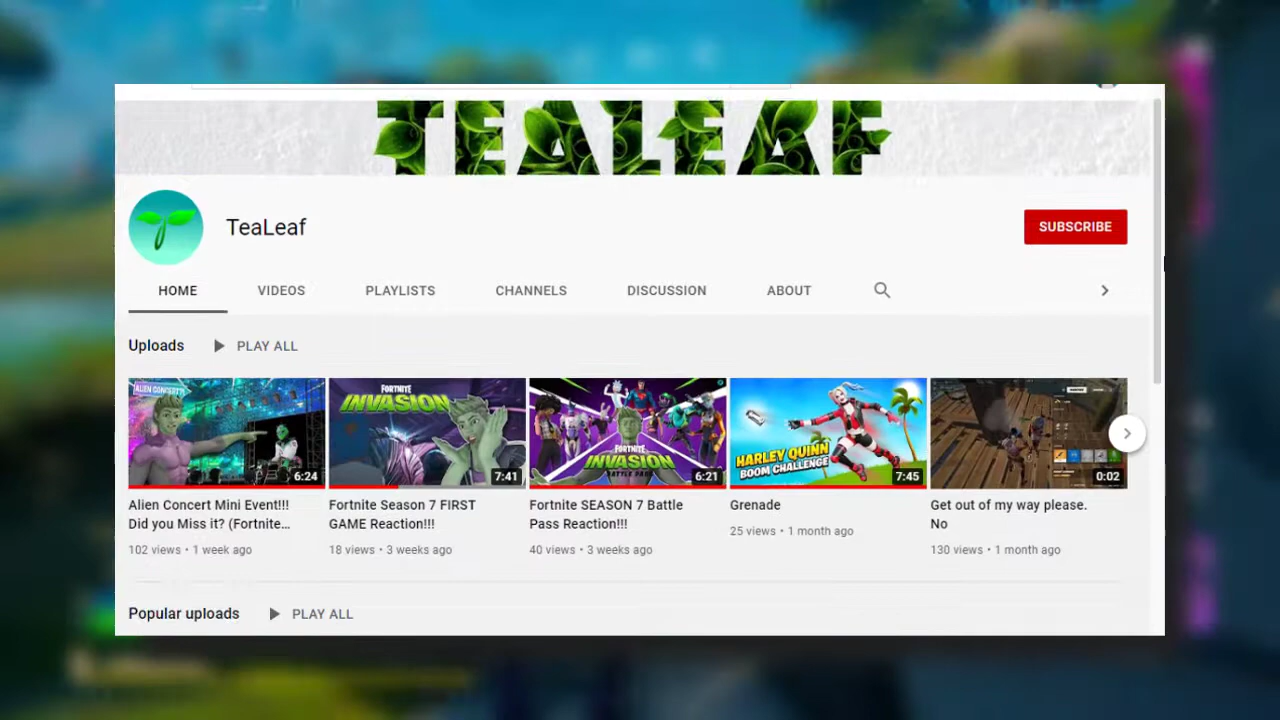 TEALEAF
TeaLeaf
SUBSCRIBE
HOME VIDEOS PLAYLISTS CHANNELS DISCUSSION ABOUT
Uploads PLAY ALL
ALIEN CONCERT!!
6:24
FORTNITE
INVASION
7:41
FORTNITE
INVASION
BATTLE PASS
6:21
HARLEY QUINN
BOOM CHALLENGE
7:45
0:02
Alien Concert Mini Event!!!
Did you Miss it? (Fortnite...
102 views • 1 week ago
Fortnite Season 7 FIRST
GAME Reaction!!!
18 views • 3 weeks ago
Fortnite SEASON 7 Battle
Pass Reaction!!!
40 views • 3 weeks ago
Grenade
25 views • 1 month ago
Get out of my way please.
No
130 views • 1 month ago
Popular uploads PLAY ALL